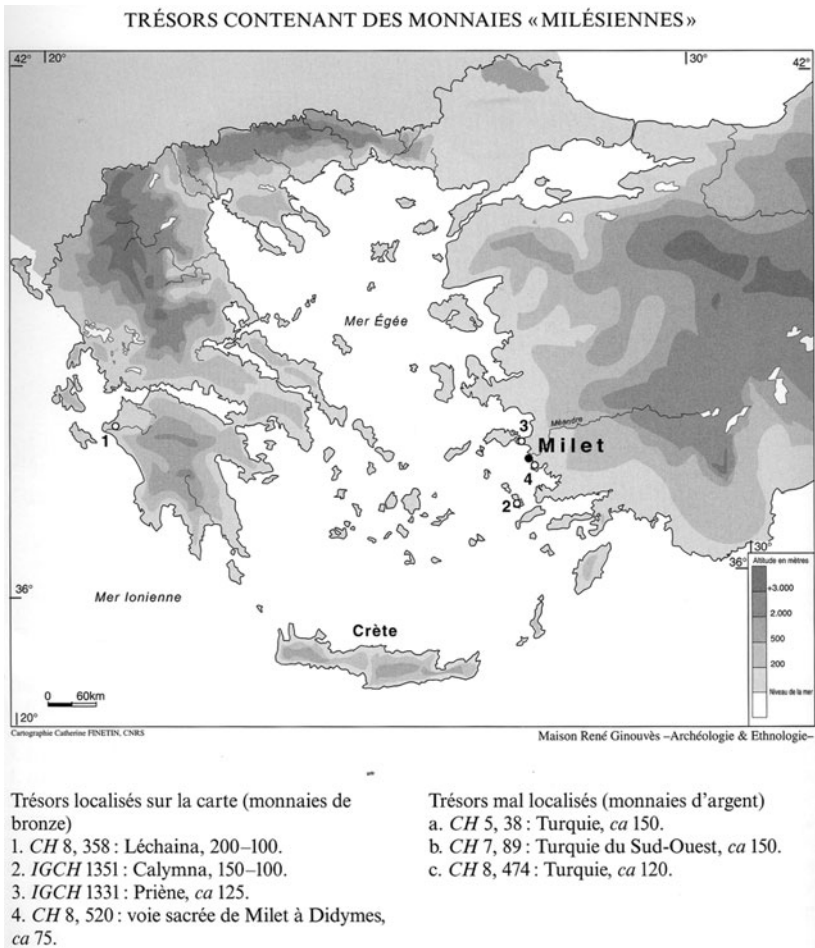 TRÉSORS CONTENANT DES MONNAIES «MILÉSIENNES»
42° 20° 30° 42°
Mer Égée
Méandre
3
Milet
1
4
2
30°
36°
Altitude en mètres
+3.000
2.000
500
200
Niveau de la mer
36°
Mer Ionienne
Crète
0 60km
20°
Cartographie Catherine FINETIN, CNRS
Maison René Ginouvès –Archéologie & Ethnologie–
Trésors localisés sur la carte (monnaies de
bronze)
1. CH 8, 358 : Léchaina, 200–100.
2. IGCH 1351 : Calymna, 150–100.
3. IGCH 1331 : Priène, ca 125.
4. CH 8, 520 : voie sacrée de Milet à Didymes,
ca 75.
Trésors mal localisés (monnaies d'argent)
a. CH 5, 38 : Turquie, ca 150.
b. CH 7, 89 : Turquie du Sud-Ouest, ca 150.
c. CH 8, 474 : Turquie, ca 120.